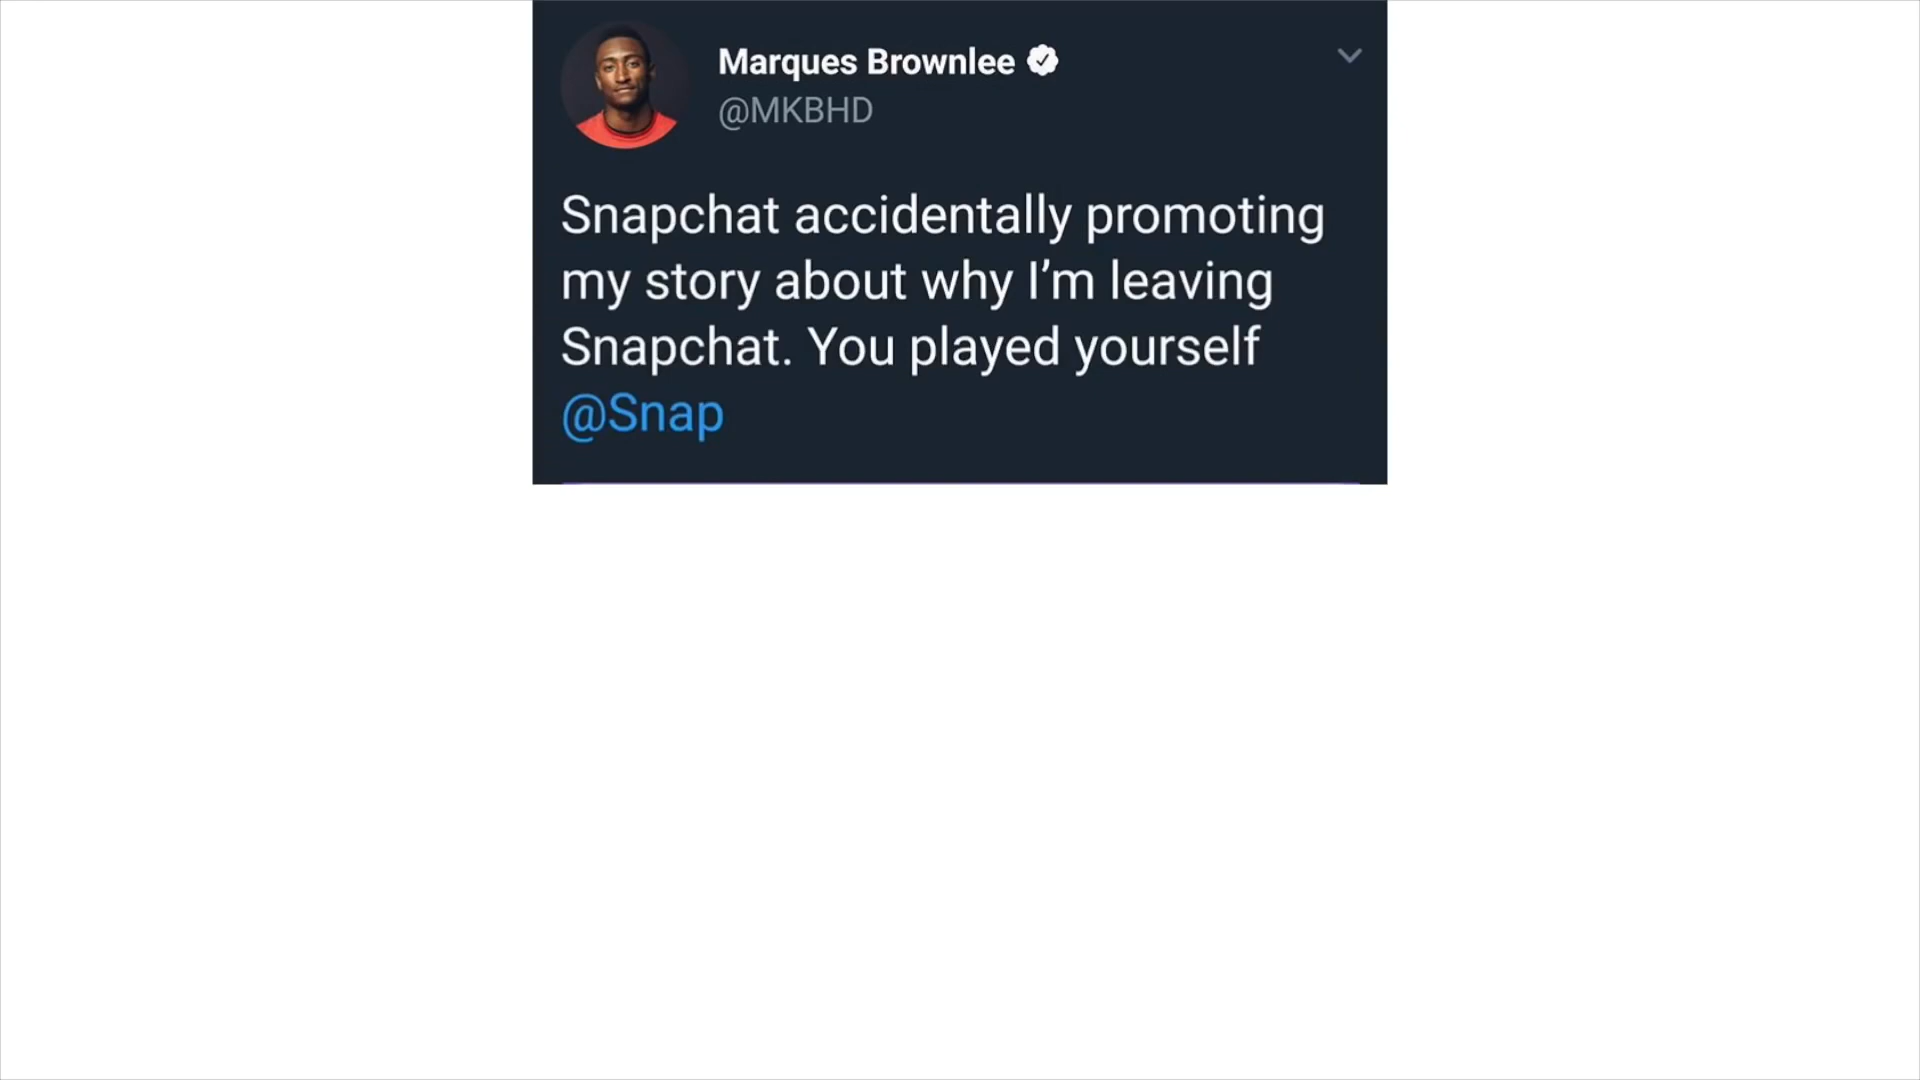 Marques Brownlee
@MKBHD
Snapchat accidentally promoting
my story about why I’m leaving
Snapchat. You played yourself
@Snap